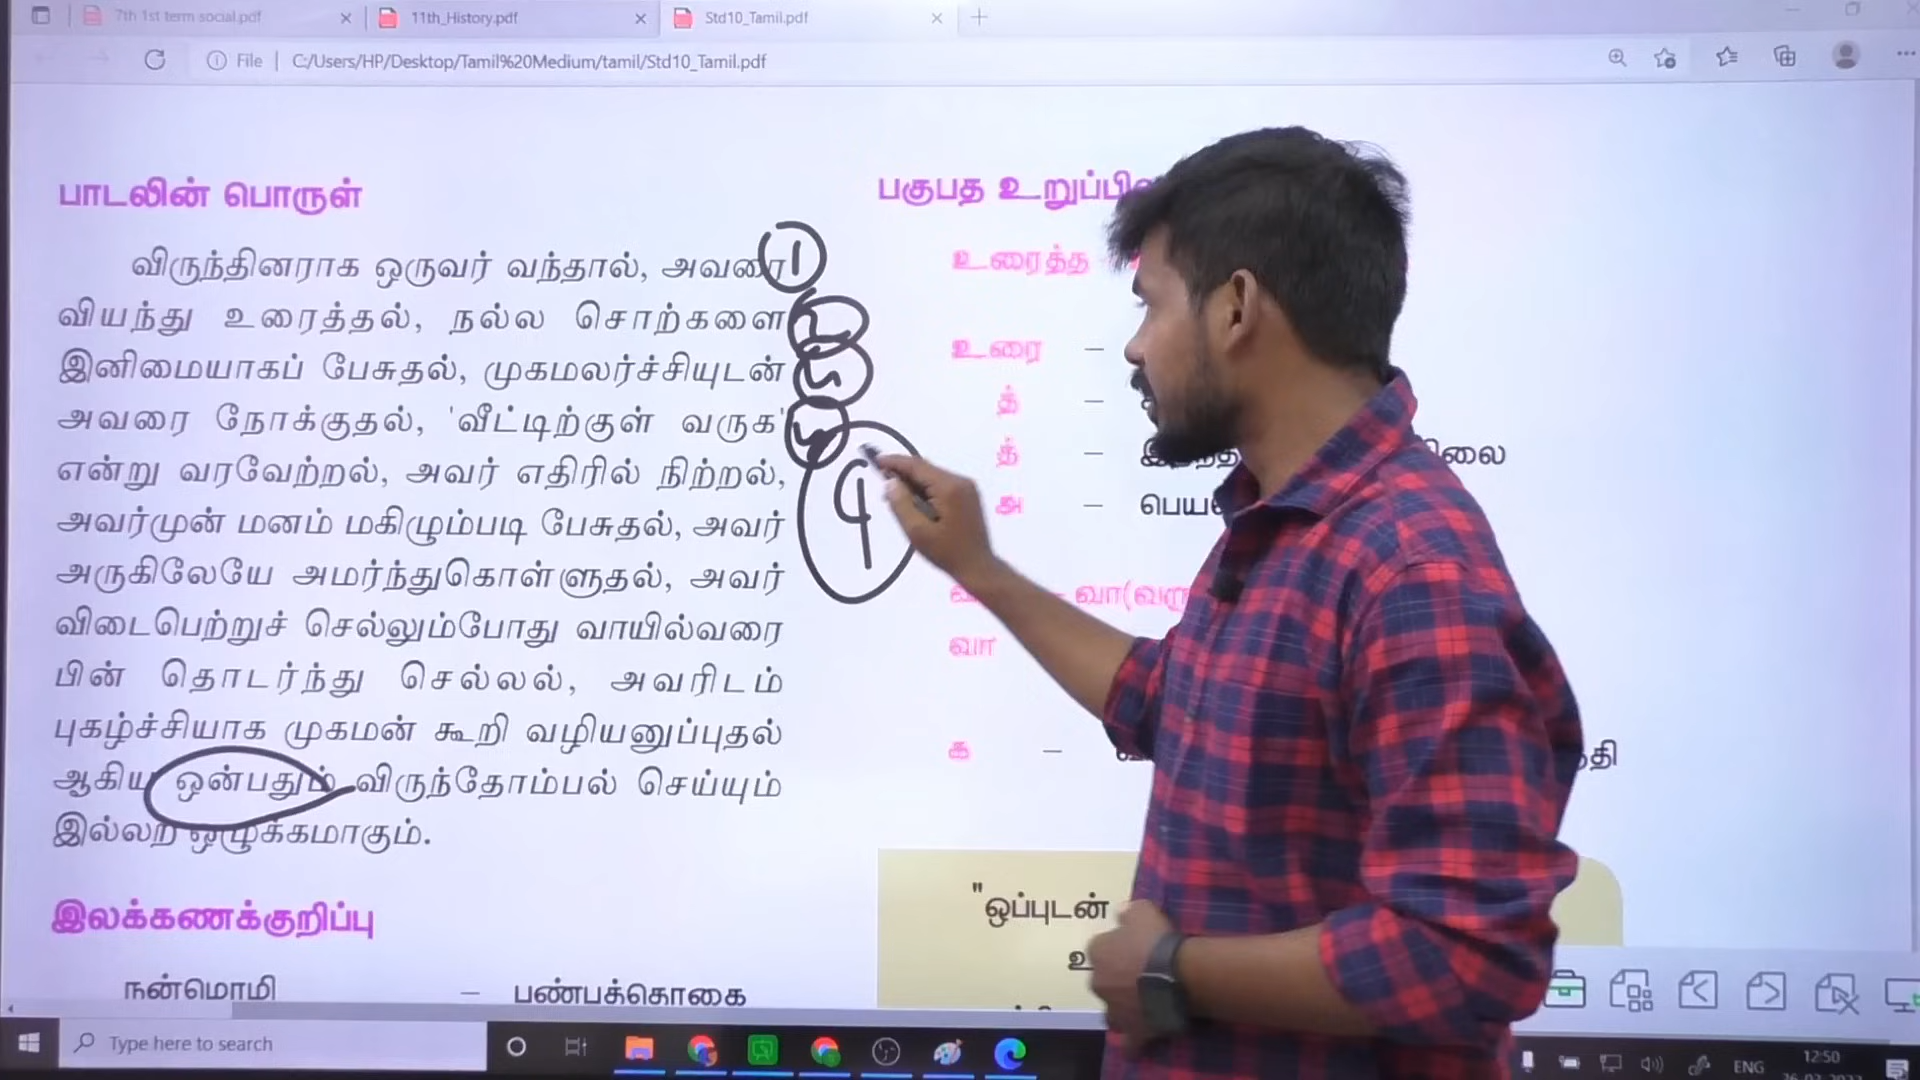 7th 1st term social.pdf
11th_History.pdf
Std10_Tamil.pdf
File
C:/Users/HP/Desktop/Tamil%20Medium/tamil/Std10_Tamil.pdf
பாடலின் பொருள்
விருந்தினராக ஒருவர் வந்தால், அவரை
வியந்து உரைத்தல், நல்ல சொற்களை
இனிமையாகப் பேசுதல், முகமலர்ச்சியுடன்
அவரை நோக்குதல், 'வீட்டிற்குள் வருக'
என்று வரவேற்றல், அவர் எதிரில் நிற்றல்,
அவர்முன் மனம் மகிழும்படி பேசுதல், அவர்
அருகிலேயே அமர்ந்துகொள்ளுதல், அவர்
விடைபெற்றுச் செல்லும்போது வாயில்வரை
பின் தொடர்ந்து செல்லல், அவரிடம்
புகழ்ச்சியாக முகமன் கூறி வழியனுப்புதல்
ஆகிய ஒன்பதும் விருந்தோம்பல் செய்யும்
இல்லற ஒழுக்கமாகும்.
1
9
இலக்கணக்குறிப்பு
நன்மொழி – பண்புத்தொகை
பகுபத
உரைத்த
உரை –
த் –
த் –
அ –
வா
க –
"ஒப்புடன்
Type here to search
ENG
12:50